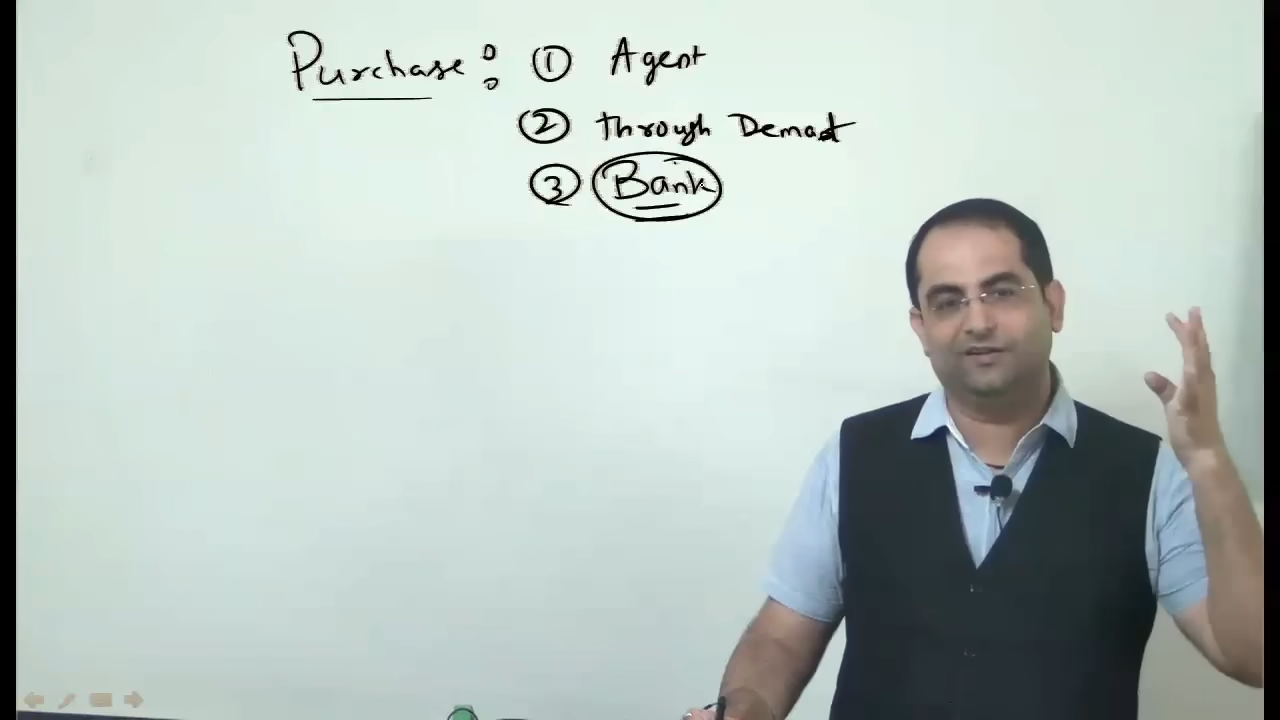 Purchase : ① Agent
② through Demat
③ Bank